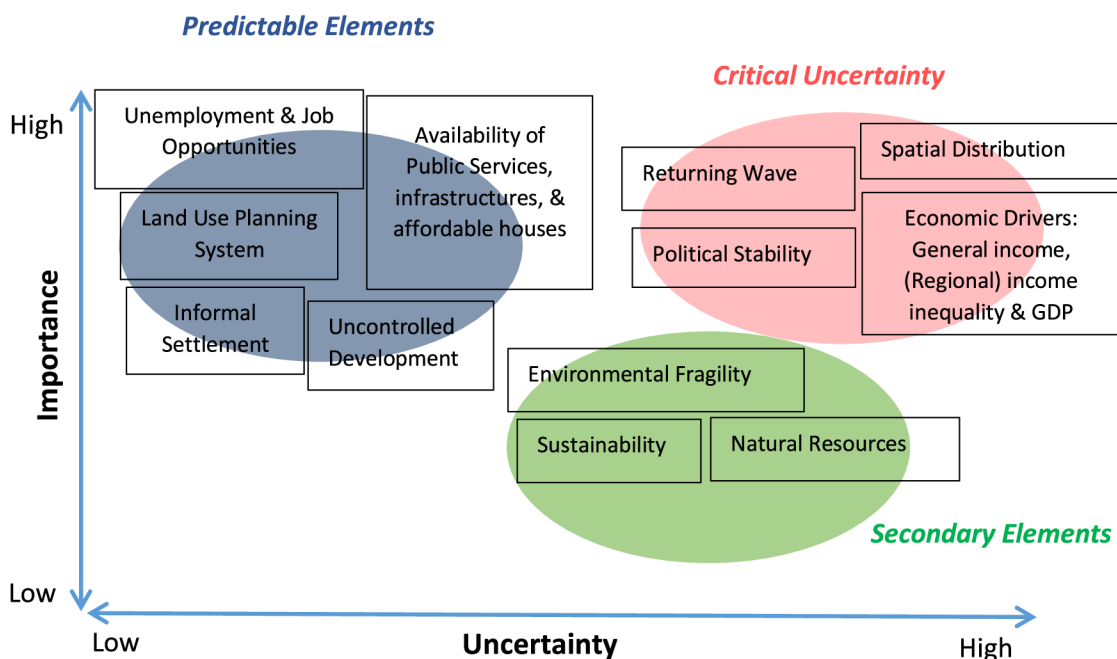 Predictable Elements
Critical Uncertainty
High
Unemployment & Job
Opportunities
Availability of
Public Services,
infrastructures, &
affordable houses
Spatial Distribution
Returning Wave
Land Use Planning
System
Economic Drivers:
General income,
(Regional) income
inequality & GDP
Political Stability
Informal
Settlement
Uncontrolled
Development
Importance
Environmental Fragility
Sustainability
Natural Resources
Secondary Elements
Low
Low
Uncertainty
High